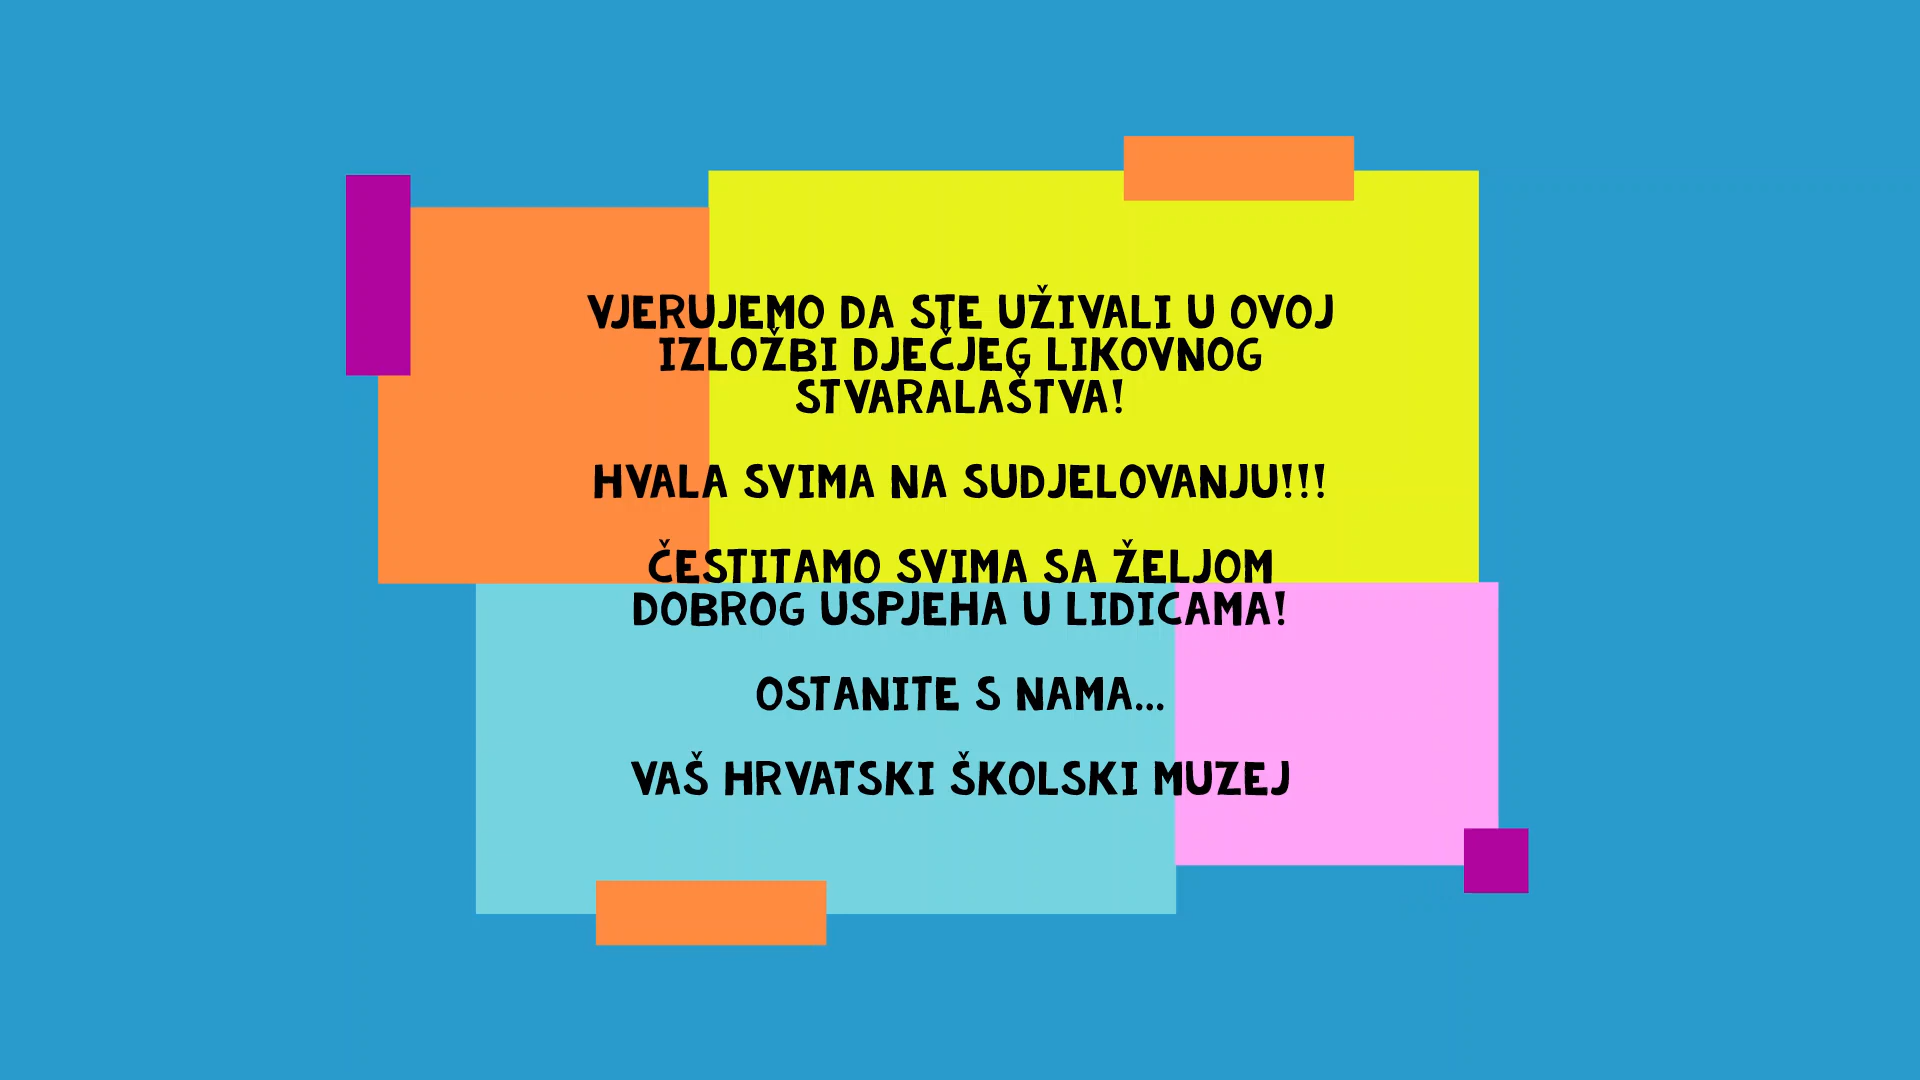 VJERUJEMO DA STE UŽIVALI U OVOJ
IZLOŽBI DJEČJEG LIKOVNOG
STVARALAŠTVA!
HVALA SVIMA NA SUDJELOVANJU!!!
ČESTITAMO SVIMA SA ŽELJOM
DOBROG USPJEHA U LIDICAMA!
OSTANITE S NAMA...
VAŠ HRVATSKI ŠKOLSKI MUZEJ